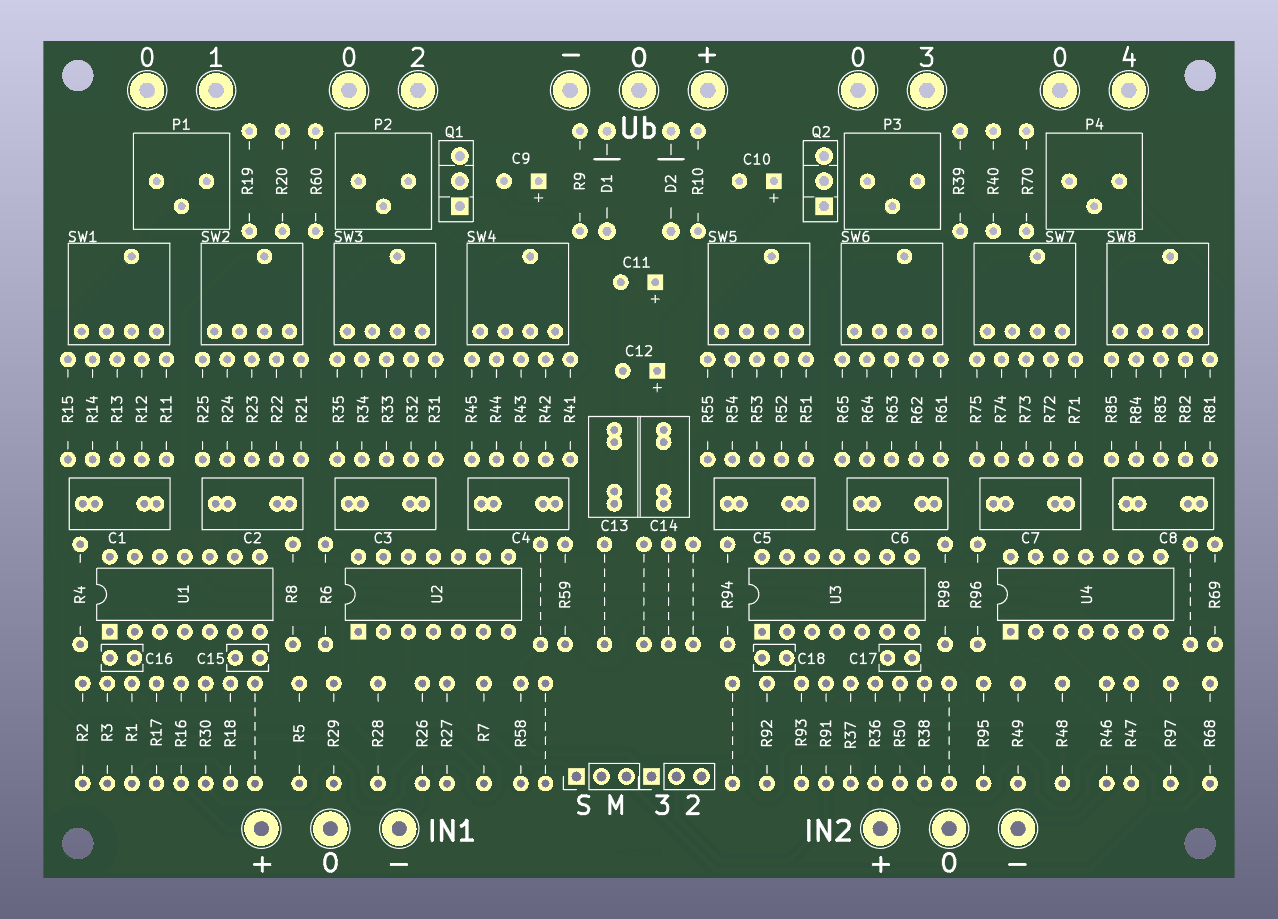 0 1 0 2 − 0 + 0 3 0 4
P1 P2 Q1 Ub Q2 P3 P4
C9 C10
R19 R20 R60 R9 D1 D2 R10 R39 R40 R70
+ +
SW1 SW2 SW3 SW4 SW5 SW6 SW7 SW8
C11
+
C12
+
R15 R14 R13 R12 R11 R25 R24 R23 R22 R21 R35 R34 R33 R32 R31 R45 R44 R43 R42 R41 R55 R54 R53 R52 R51 R65 R64 R63 R62 R61 R75 R74 R73 R72 R71 R85 R84 R83 R82 R81
C13 C14
C1 C2 C3 C4 C5 C6 C7 C8
R4 U1 R8 R6 U2 R59 R94 U3 R98 R96 U4 R69
C16 C15 C18 C17
R2 R3 R1 R17 R16 R30 R18 R5 R29 R28 R26 R27 R7 R58 R92 R93 R91 R37 R36 R50 R38 R95 R49 R48 R46 R47 R97 R68
S M 3 2
IN1 IN2
+ 0 − + 0 −